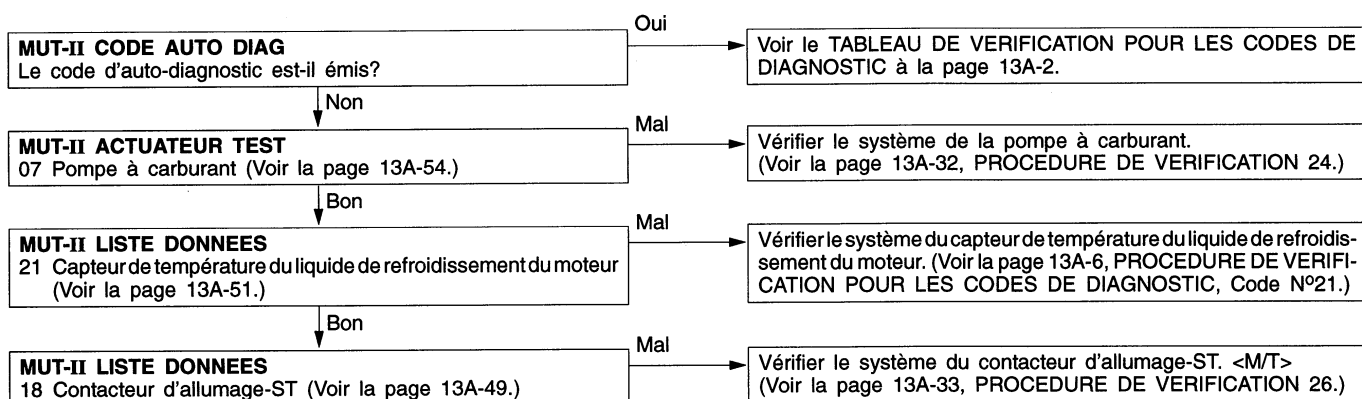 Oui
MUT-II CODE AUTO DIAG
Le code d'auto-diagnostic est-il émis?
Voir le TABLEAU DE VERIFICATION POUR LES CODES DE
DIAGNOSTIC à la page 13A-2.
Non
Mal
MUT-II ACTUATEUR TEST
07 Pompe à carburant (Voir la page 13A-54.)
Vérifier le système de la pompe à carburant.
(Voir la page 13A-32, PROCEDURE DE VERIFICATION 24.)
Bon
Mal
MUT-II LISTE DONNEES
21 Capteur de température du liquide de refroidissement du moteur
(Voir la page 13A-51.)
Vérifier le système du capteur de température du liquide de refroidis-
sement du moteur. (Voir la page 13A-6, PROCEDURE DE VERIFI-
CATION POUR LES CODES DE DIAGNOSTIC, Code Nº21.)
Bon
Mal
MUT-II LISTE DONNEES
18 Contacteur d'allumage-ST (Voir la page 13A-49.)
Vérifier le système du contacteur d'allumage-ST. <M/T>
(Voir la page 13A-33, PROCEDURE DE VERIFICATION 26.)